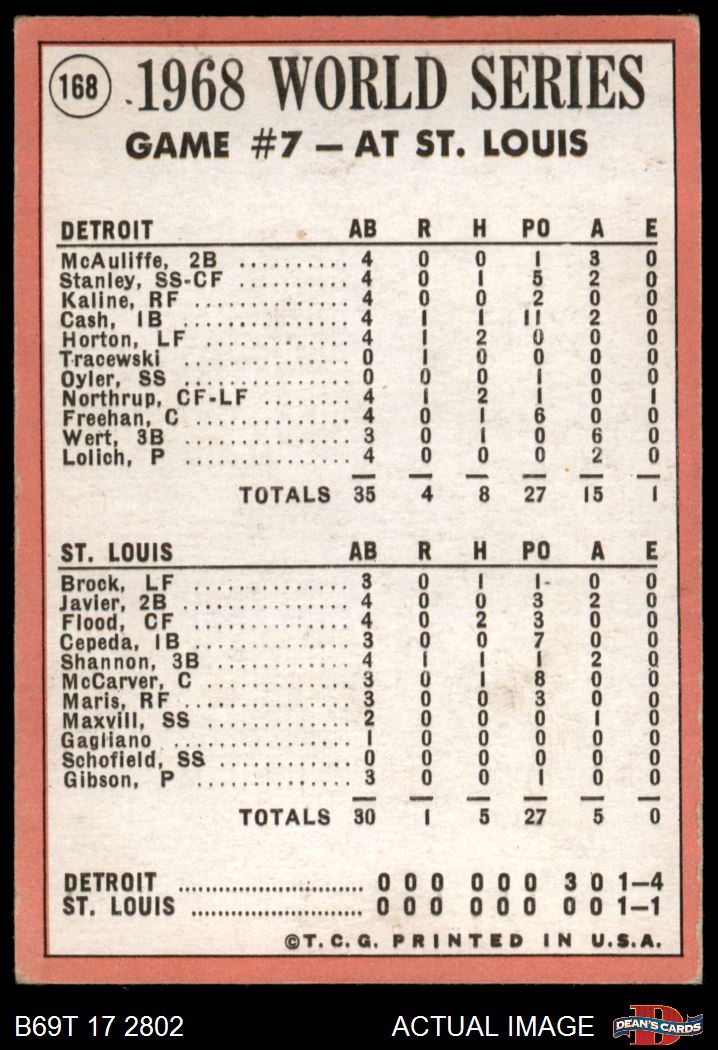 168 1968 WORLD SERIES
GAME #7 — AT ST. LOUIS
DETROIT AB R H PO A E
McAuliffe, 2B .......... 4 0 0 1 3 0
Stanley, SS-CF ......... 4 0 1 5 2 0
Kaline, RF ............. 4 0 0 2 0 0
Cash, 1B .............. 4 1 1 11 2 0
Horton, LF ............. 4 1 2 0 0 0
Tracewski .............. 0 1 0 0 0 0
Oyler, SS .............. 0 0 0 1 0 0
Northrup, CF-LF ........ 4 1 2 1 0 1
Freehan, C ............. 4 0 1 6 0 0
Wert, 3B ............... 3 0 1 0 6 0
Lolich, P .............. 4 0 0 0 2 0
TOTALS 35 4 8 27 15 1
ST. LOUIS AB R H PO A E
Brock, LF .............. 3 0 1 1 0 0
Javier, 2B ............. 4 0 0 3 2 0
Flood, CF .............. 4 0 2 3 0 0
Cepeda, 1B ............. 3 0 0 7 0 0
Shannon, 3B ............ 4 1 1 1 2 0
McCarver, C ............ 3 0 1 8 0 0
Maris, RF .............. 3 0 0 3 0 0
Maxvill, SS ............ 2 0 0 0 1 0
Gagliano ............... 1 0 0 0 0 0
Schofield, SS .......... 0 0 0 0 0 0
Gibson, P .............. 3 0 0 1 0 0
TOTALS 30 1 5 27 5 0
DETROIT .............................. 0 0 0 0 0 0 3 0 1—4
ST. LOUIS ............................ 0 0 0 0 0 0 0 0 1—1
©T.C.G. PRINTED IN U.S.A.
B69T 17 2802 ACTUAL IMAGE D DEAN'S CARDS